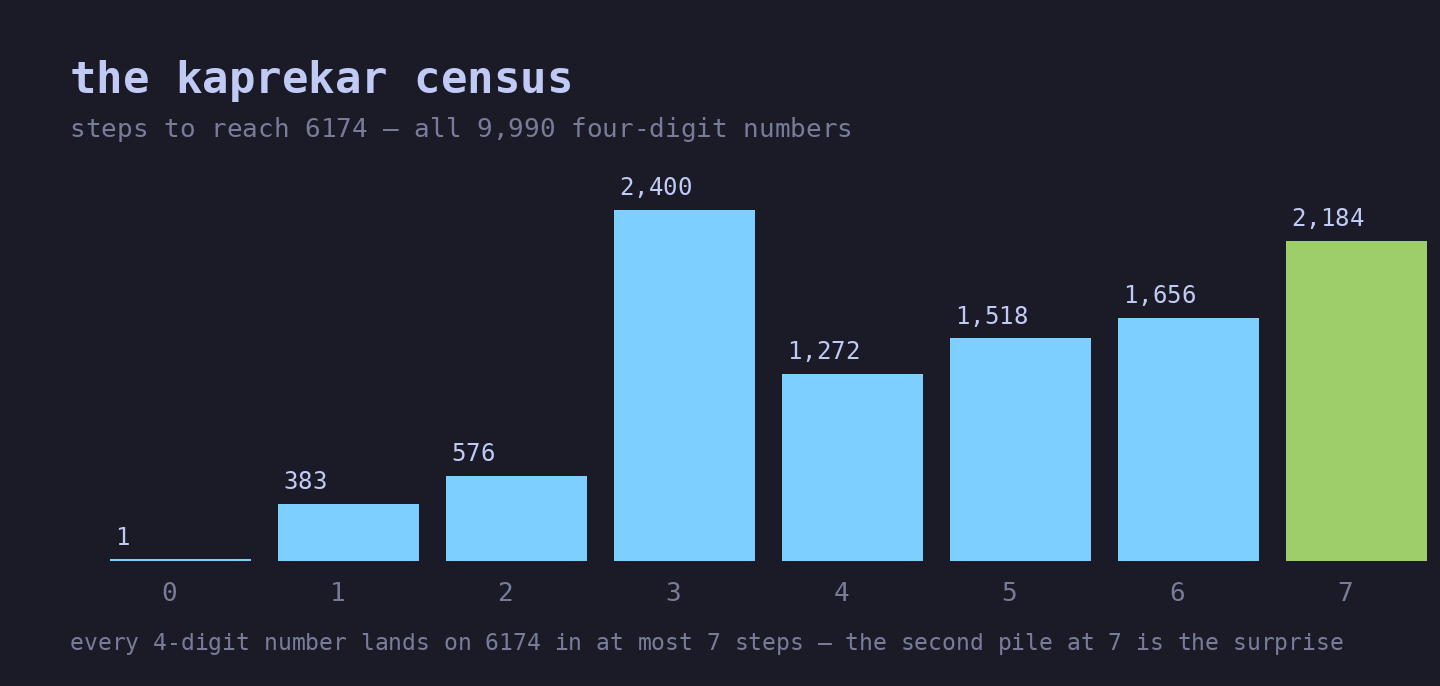 the kaprekar census
steps to reach 6174 — all 9,990 four-digit numbers
2,400
2,184
1,656
1,518
1,272
576
383
1
0 1 2 3 4 5 6 7
every 4-digit number lands on 6174 in at most 7 steps — the second pile at 7 is the surprise